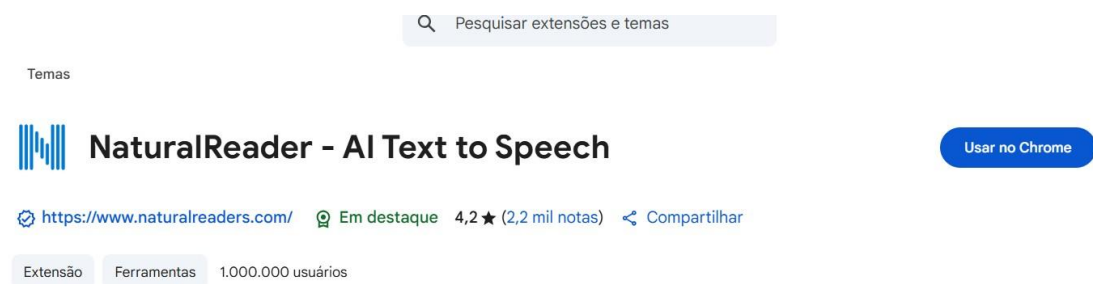 Pesquisar extensões e temas
Temas
NaturalReader - AI Text to Speech
Usar no Chrome
https://www.naturalreaders.com/ Em destaque 4,2 ★ (2,2 mil notas) Compartilhar
Extensão Ferramentas 1.000.000 usuários